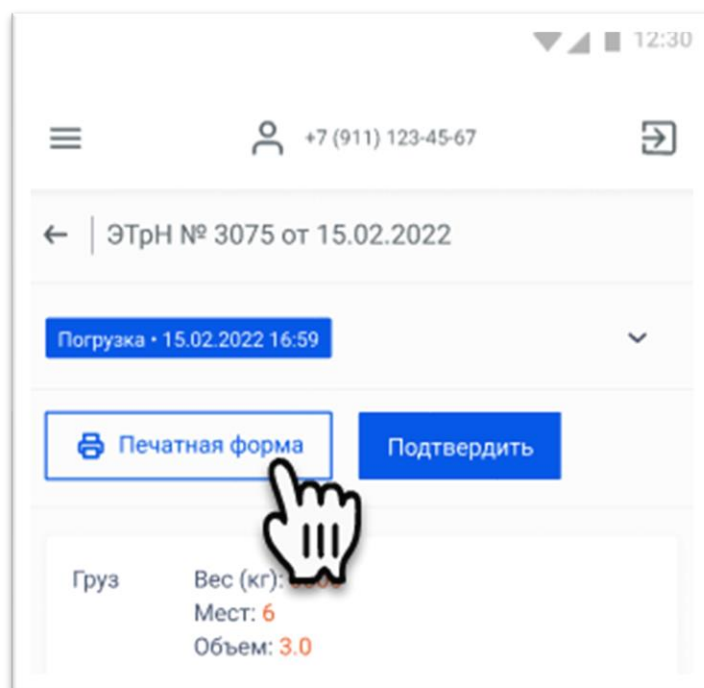 12:30
+7 (911) 123-45-67
ЭТрН № 3075 от 15.02.2022
Погрузка • 15.02.2022 16:59
Печатная форма
Подтвердить
Груз Вес (кг):
Мест: 6
Объем: 3.0